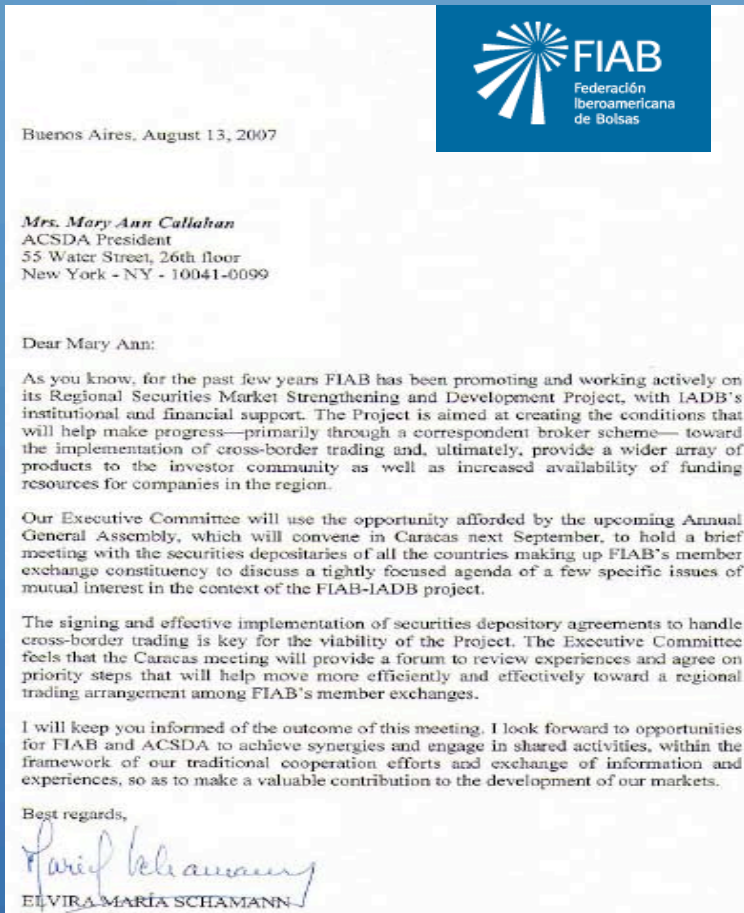 FIAB
Federación
Iberoamericana
de Bolsas
Buenos Aires, August 13, 2007
Mrs. Mary Ann Callahan
ACSDA President
55 Water Street, 26th floor
New York - NY - 10041-0099
Dear Mary Ann:
As you know, for the past few years FIAB has been promoting and working actively on
its Regional Securities Market Strengthening and Development Project, with IADB's
institutional and financial support. The Project is aimed at creating the conditions that
will help make progress—primarily through a correspondent broker scheme— toward
the implementation of cross-border trading and, ultimately, provide a wider array of
products to the investor community as well as increased availability of funding
resources for companies in the region.
Our Executive Committee will use the opportunity afforded by the upcoming Annual
General Assembly, which will convene in Caracas next September, to hold a brief
meeting with the securities depositaries of all the countries making up FIAB's member
exchange constituency to discuss a tightly focused agenda of a few specific issues of
mutual interest in the context of the FIAB-IADB project.
The signing and effective implementation of securities depository agreements to handle
cross-border trading is key for the viability of the Project. The Executive Committee
feels that the Caracas meeting will provide a forum to review experiences and agree on
priority steps that will help move more efficiently and effectively toward a regional
trading arrangement among FIAB's member exchanges.
I will keep you informed of the outcome of this meeting. I look forward to opportunities
for FIAB and ACSDA to achieve synergies and engage in shared activities, within the
framework of our traditional cooperation efforts and exchange of information and
experiences, so as to make a valuable contribution to the development of our markets.
Best regards,
ELVIRA MARÍA SCHAMANN